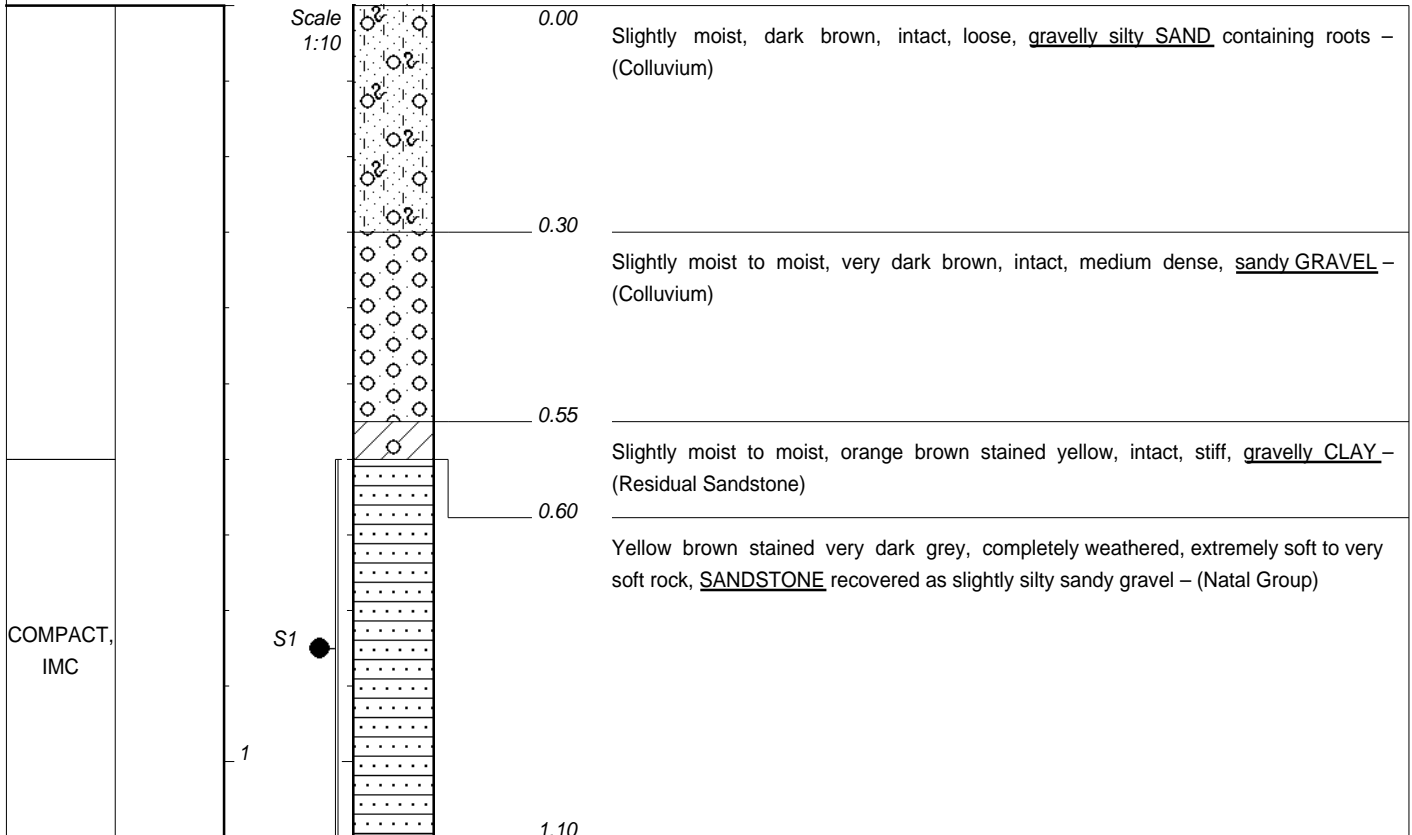 Scale
1:10
0.00
Slightly moist, dark brown, intact, loose, gravelly silty SAND containing roots –
(Colluvium)
0.30
Slightly moist to moist, very dark brown, intact, medium dense, sandy GRAVEL –
(Colluvium)
0.55
Slightly moist to moist, orange brown stained yellow, intact, stiff, gravelly CLAY –
(Residual Sandstone)
0.60
Yellow brown stained very dark grey, completely weathered, extremely soft to very
soft rock, SANDSTONE recovered as slightly silty sandy gravel – (Natal Group)
COMPACT,
IMC
S1
1
1.10